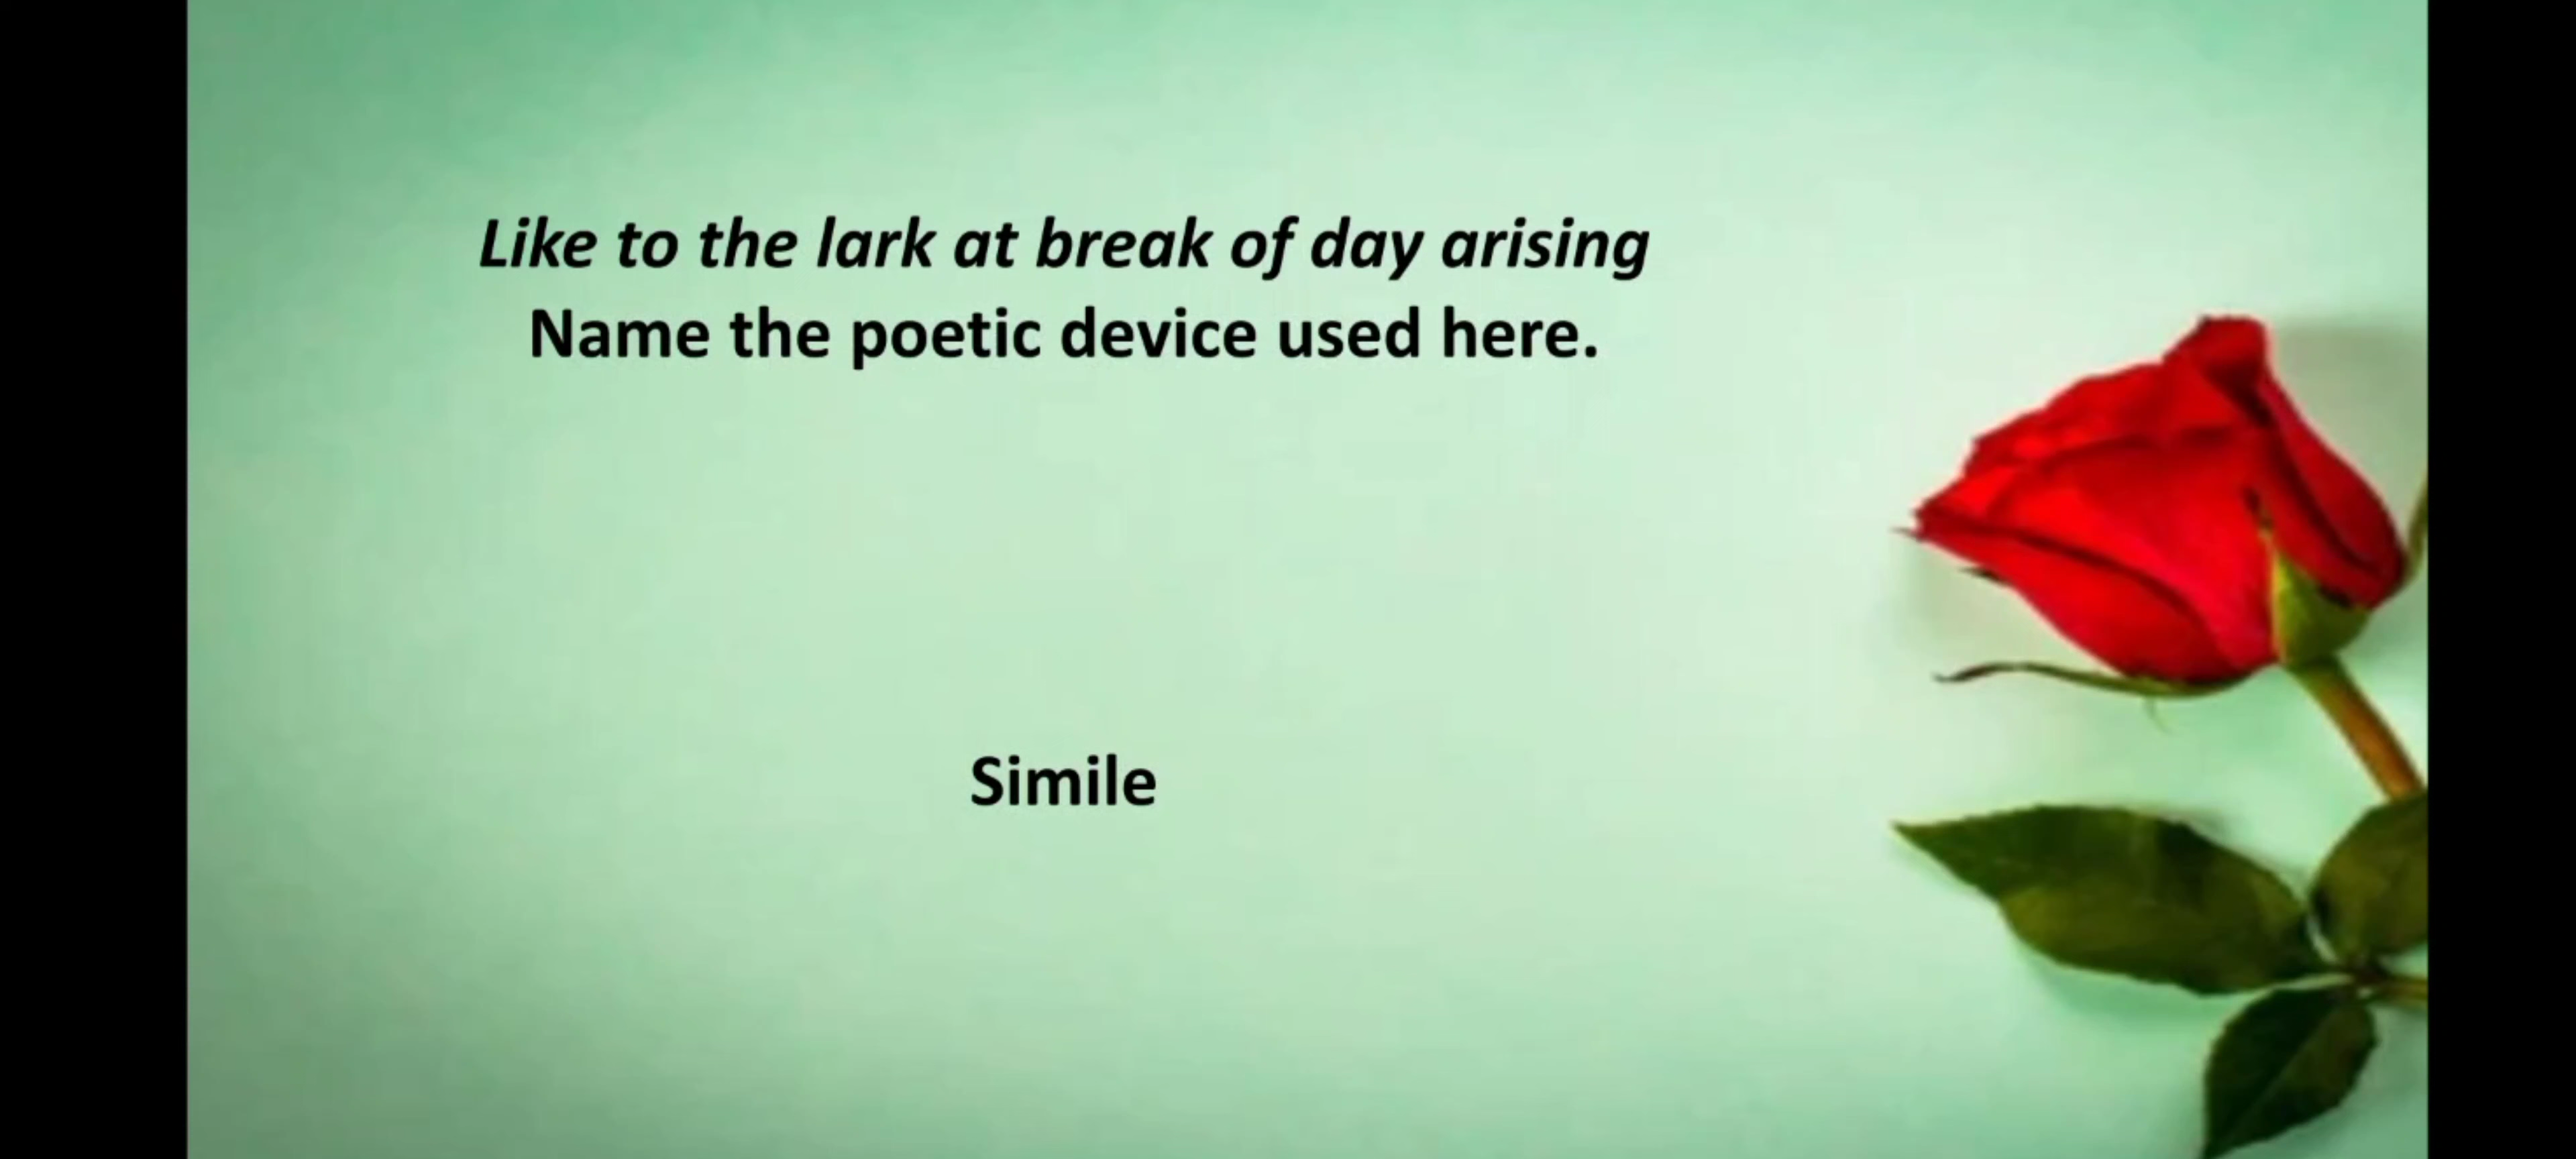 Like to the lark at break of day arising
Name the poetic device used here.
Simile